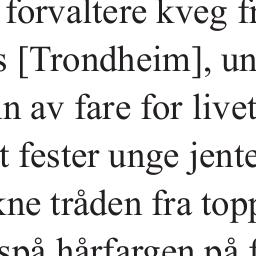 forvaltere kveg fr
s [Trondheim], un
in av fare for livet
t fester unge jente
kne tråden fra topp
spå hårfargen på f